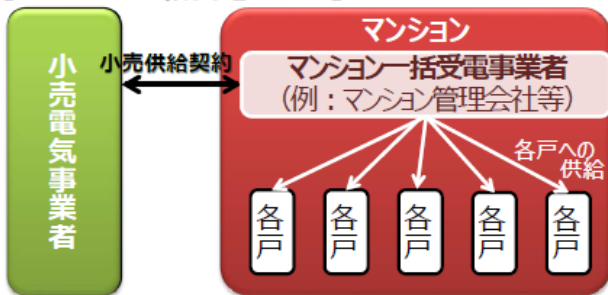 小売電気事業者
小売供給契約
マンション
マンション一括受電事業者
（例：マンション管理会社等）
各戸への
供給
各戸
各戸
各戸
各戸
各戸